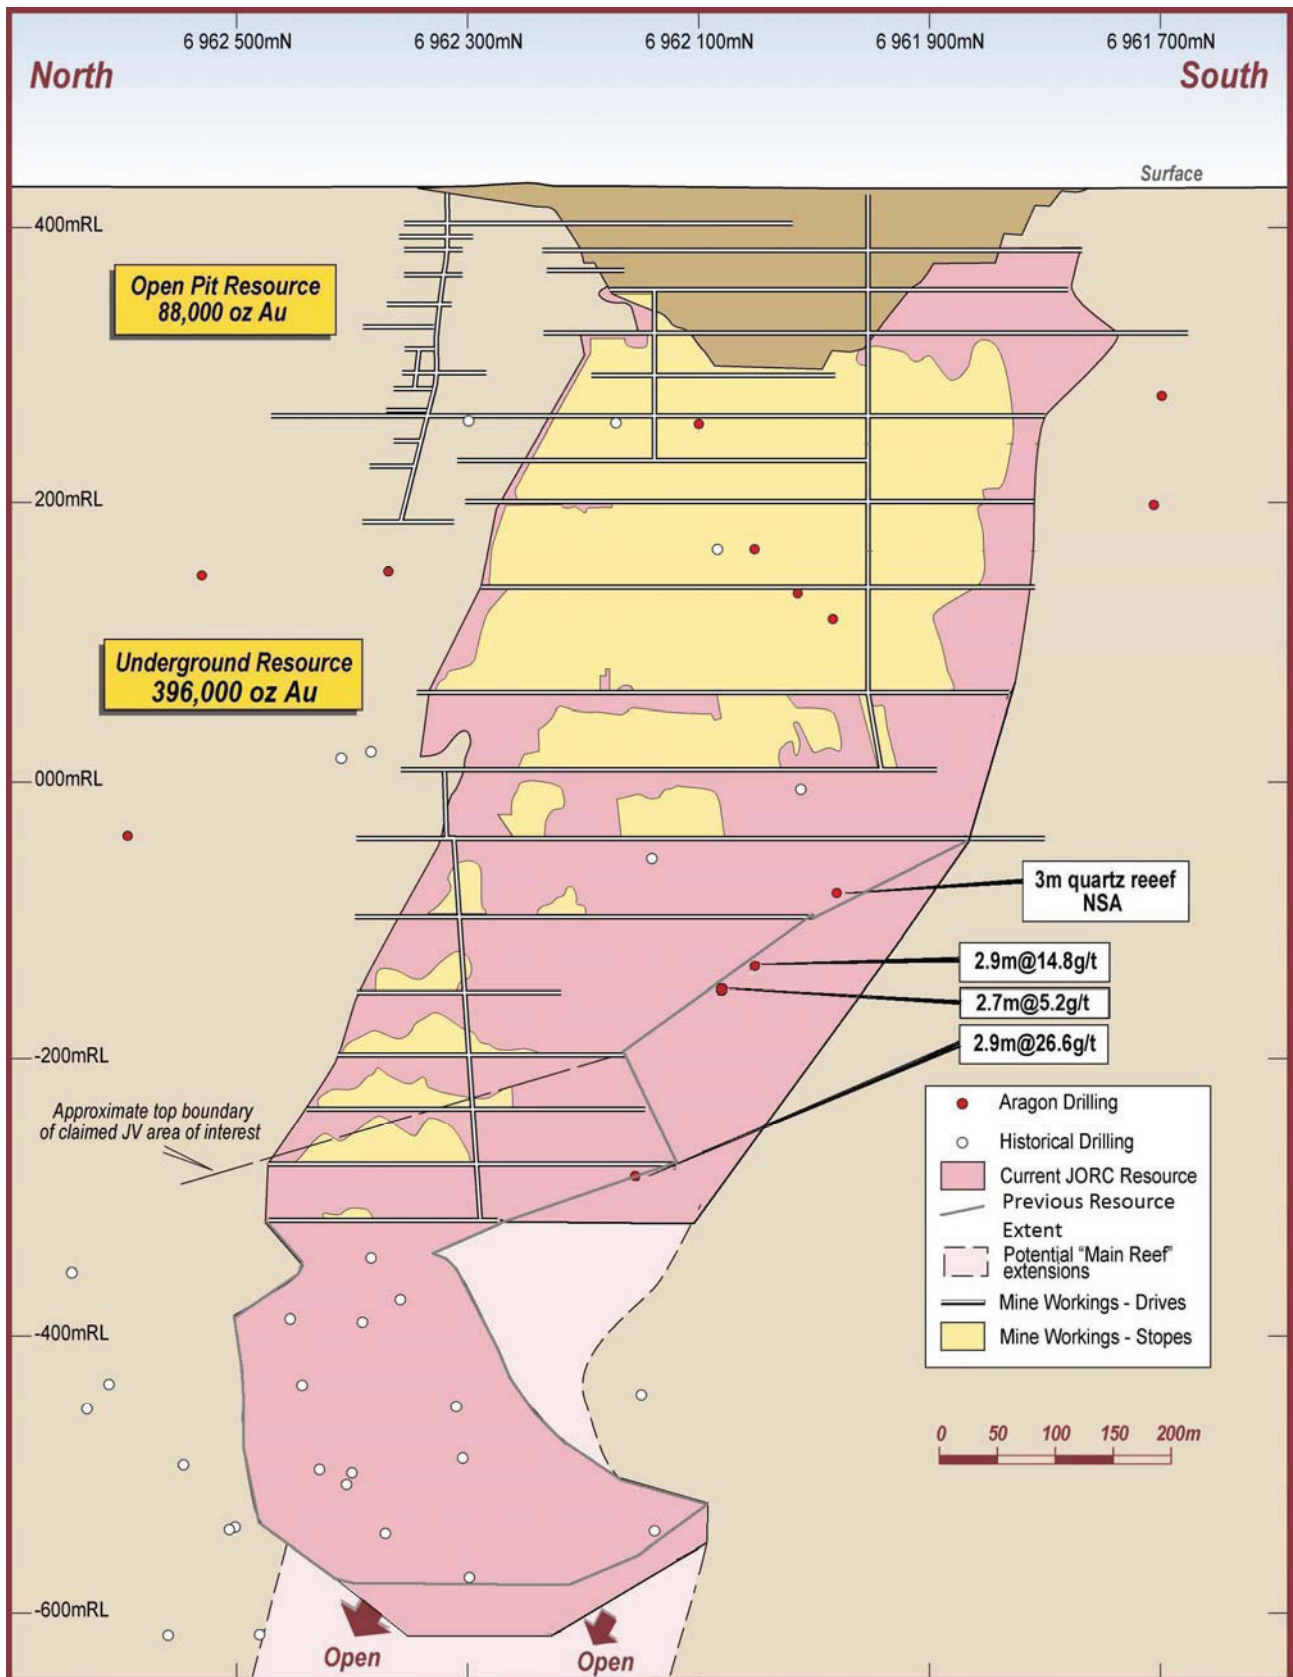 6 962 500mN 6 962 300mN 6 962 100mN 6 961 900mN 6 961 700mN
North South
Surface
400mRL
Open Pit Resource
88,000 oz Au
200mRL
Underground Resource
396,000 oz Au
000mRL
3m quartz reeef
NSA
2.9m@14.8g/t
2.7m@5.2g/t
2.9m@26.6g/t
-200mRL
Approximate top boundary
of claimed JV area of interest
Aragon Drilling
Historical Drilling
Current JORC Resource
Previous Resource
Extent
Potential “Main Reef”
extensions
Mine Workings - Drives
Mine Workings - Stopes
-400mRL
0 50 100 150 200m
-600mRL
Open
Open